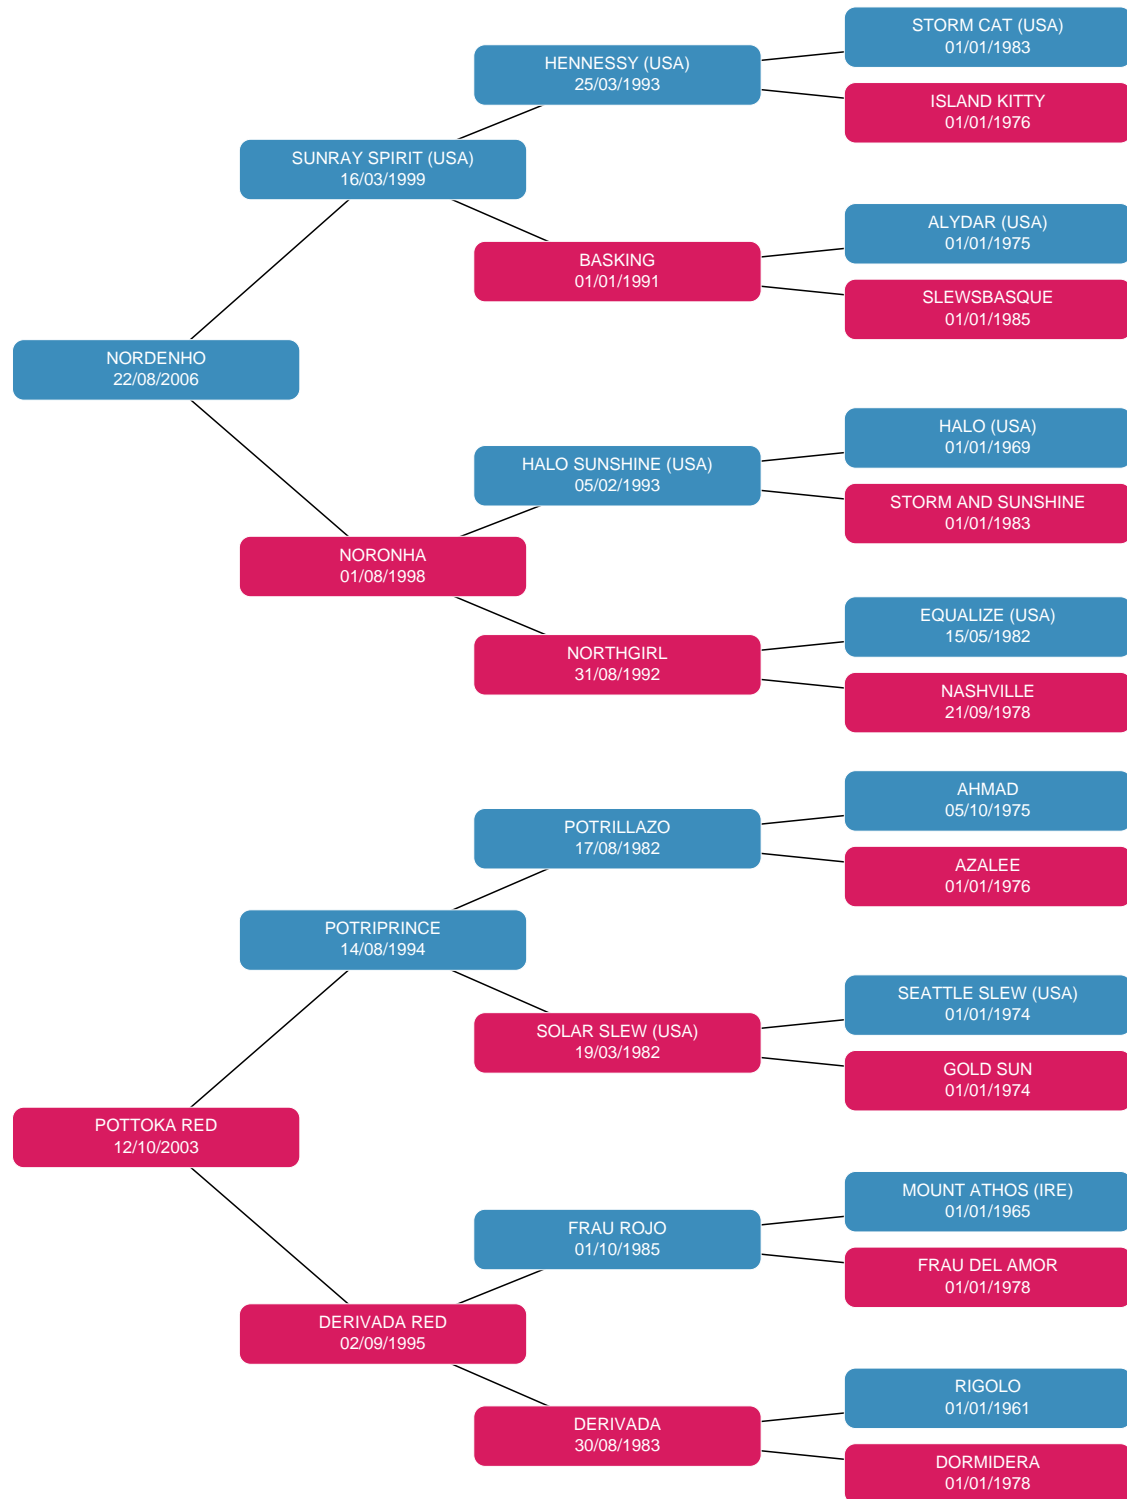 STORM CAT (USA)
01/01/1983
HENNESSY (USA)
25/03/1993
ISLAND KITTY
01/01/1976
SUNRAY SPIRIT (USA)
16/03/1999
ALYDAR (USA)
01/01/1975
BASKING
01/01/1991
SLEWSBASQUE
01/01/1985
NORDENHO
22/08/2006
HALO (USA)
01/01/1969
HALO SUNSHINE (USA)
05/02/1993
STORM AND SUNSHINE
01/01/1983
NORONHA
01/08/1998
EQUALIZE (USA)
15/05/1982
NORTHGIRL
31/08/1992
NASHVILLE
21/09/1978
AHMAD
05/10/1975
POTRILLAZO
17/08/1982
AZALEE
01/01/1976
POTRIPRINCE
14/08/1994
SEATTLE SLEW (USA)
01/01/1974
SOLAR SLEW (USA)
19/03/1982
GOLD SUN
01/01/1974
POTTOKA RED
12/10/2003
MOUNT ATHOS (IRE)
01/01/1965
FRAU ROJO
01/10/1985
FRAU DEL AMOR
01/01/1978
DERIVADA RED
02/09/1995
RIGOLO
01/01/1961
DERIVADA
30/08/1983
DORMIDERA
01/01/1978